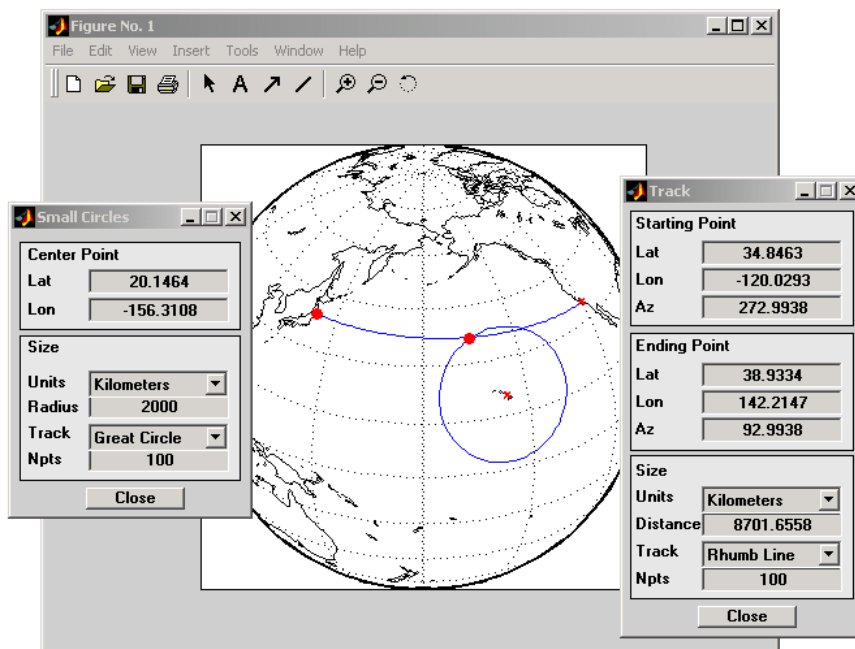 Figure No. 1
File Edit View Insert Tools Window Help
A
Small Circles
Center Point
Lat 20.1464
Lon -156.3108
Size
Units Kilometers
Radius 2000
Track Great Circle
Npts 100
Close
Track
Starting Point
Lat 34.8463
Lon -120.0293
Az 272.9938
Ending Point
Lat 38.9334
Lon 142.2147
Az 92.9938
Size
Units Kilometers
Distance 8701.6558
Track Rhumb Line
Npts 100
Close